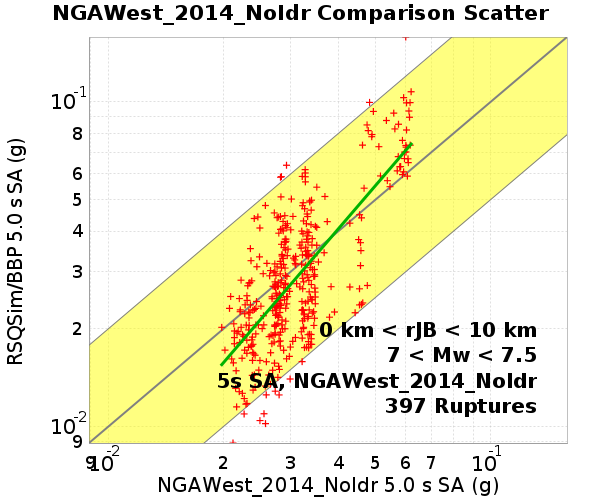 NGAWest_2014_NoIdr Comparison Scatter
RSQSim/BBP 5.0 s SA (g)
10-1
8
6
5
4
3
2
10-2
9
0 km < rJB < 10 km
7 < Mw < 7.5
5s SA, NGAWest_2014_NoIdr
397 Ruptures
9 10-2 2 3 4 5 6 7 10-1
NGAWest_2014_NoIdr 5.0 s SA (g)